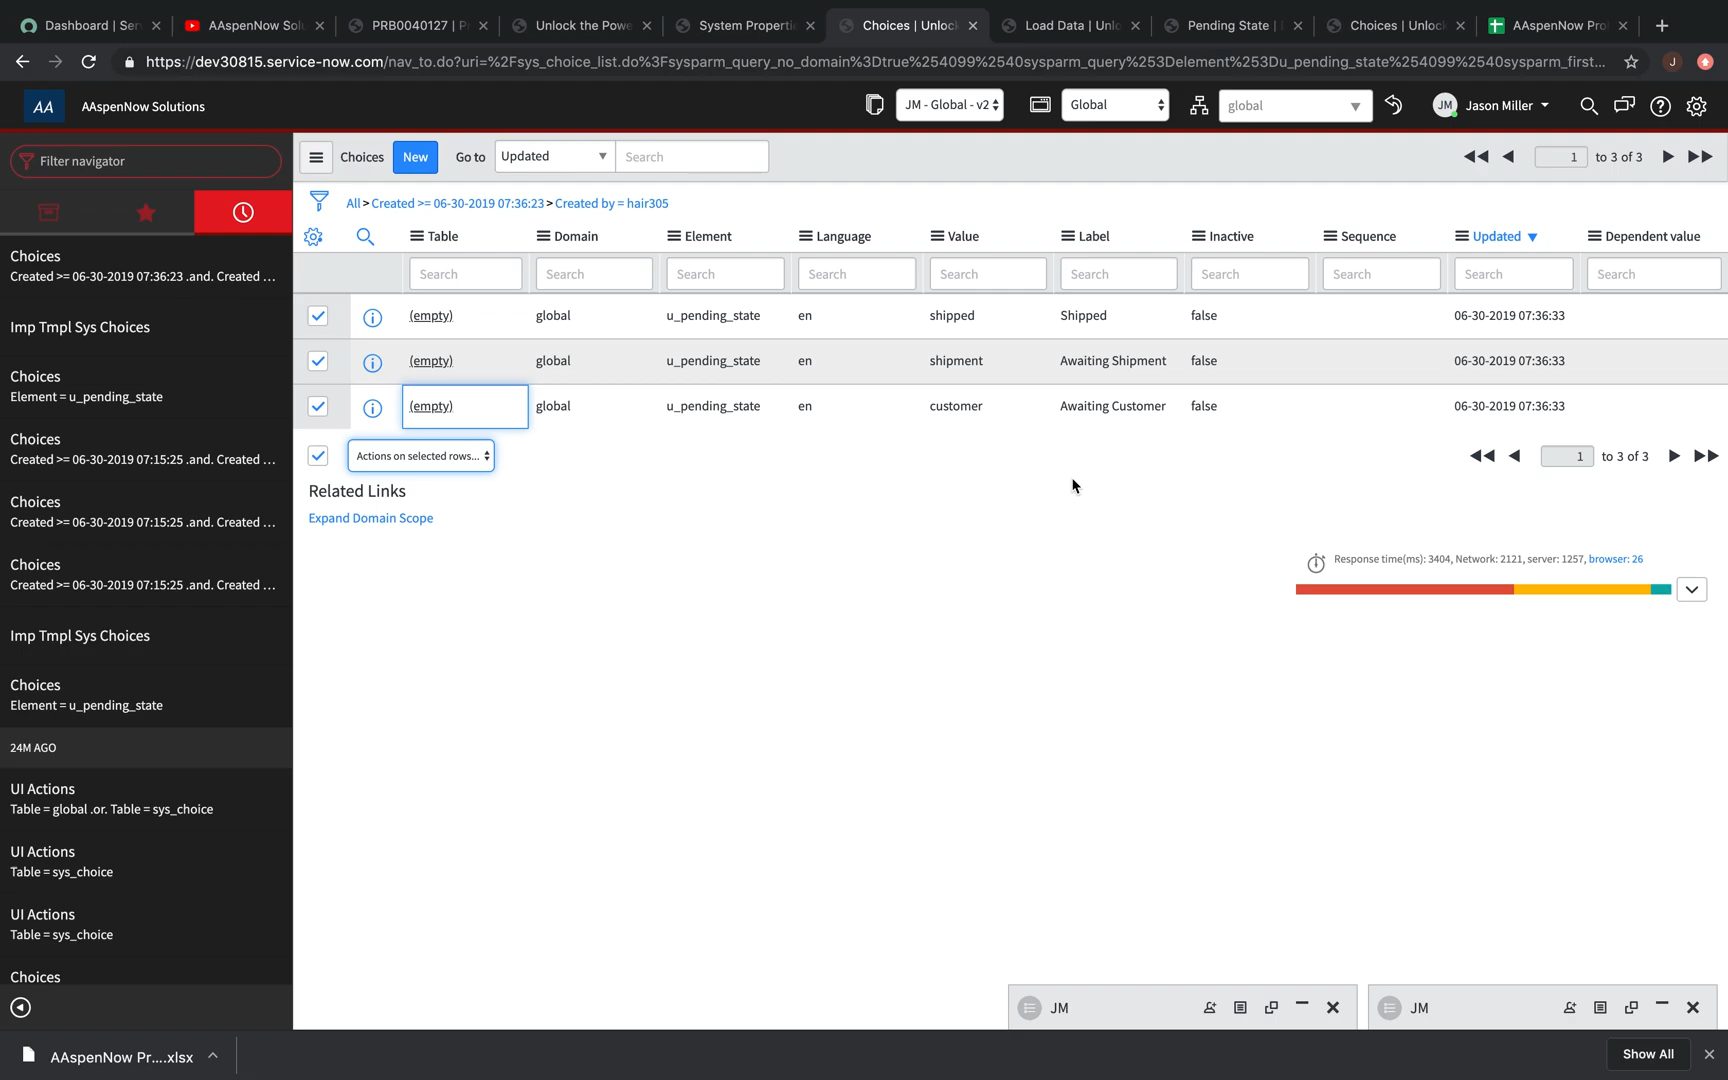 Dashboard | Ser
AAspenNow Sol
PRB0040127 | P
Unlock the Powe
System Properti
Choices | Unloc
Load Data | Unl
Pending State |
Choices | Unloc
AAspenNow Pro
https://dev30815.service-now.com/nav_to.do?uri=%2Fsys_choice_list.do%3Fsysparm_query_no_domain%3Dtrue%254099%2540sysparm_query%253Delement%253Du_pending_state%254099%2540sysparm_first...
J
AA
AAspenNow Solutions
JM - Global - v2
Global
global
JM
Jason Miller
Filter navigator
Choices
New
Go to
Updated
Search
1 to 3 of 3
All > Created >= 06-30-2019 07:36:23 > Created by = hair305
Table Domain Element Language Value Label Inactive Sequence Updated Dependent value
Search Search Search Search Search Search Search Search Search Search
(empty) global u_pending_state en shipped Shipped false 06-30-2019 07:36:33
(empty) global u_pending_state en shipment Awaiting Shipment false 06-30-2019 07:36:33
(empty) global u_pending_state en customer Awaiting Customer false 06-30-2019 07:36:33
Actions on selected rows...
1 to 3 of 3
Related Links
Expand Domain Scope
Response time(ms): 3404, Network: 2121, server: 1257, browser: 26
Choices
Created >= 06-30-2019 07:36:23 .and. Created ...
Imp Tmpl Sys Choices
Choices
Element = u_pending_state
Choices
Created >= 06-30-2019 07:15:25 .and. Created ...
Choices
Created >= 06-30-2019 07:15:25 .and. Created ...
Choices
Created >= 06-30-2019 07:15:25 .and. Created ...
Imp Tmpl Sys Choices
Choices
Element = u_pending_state
24M AGO
UI Actions
Table = global .or. Table = sys_choice
UI Actions
Table = sys_choice
UI Actions
Table = sys_choice
Choices
JM
JM
AAspenNow Pr....xlsx
Show All